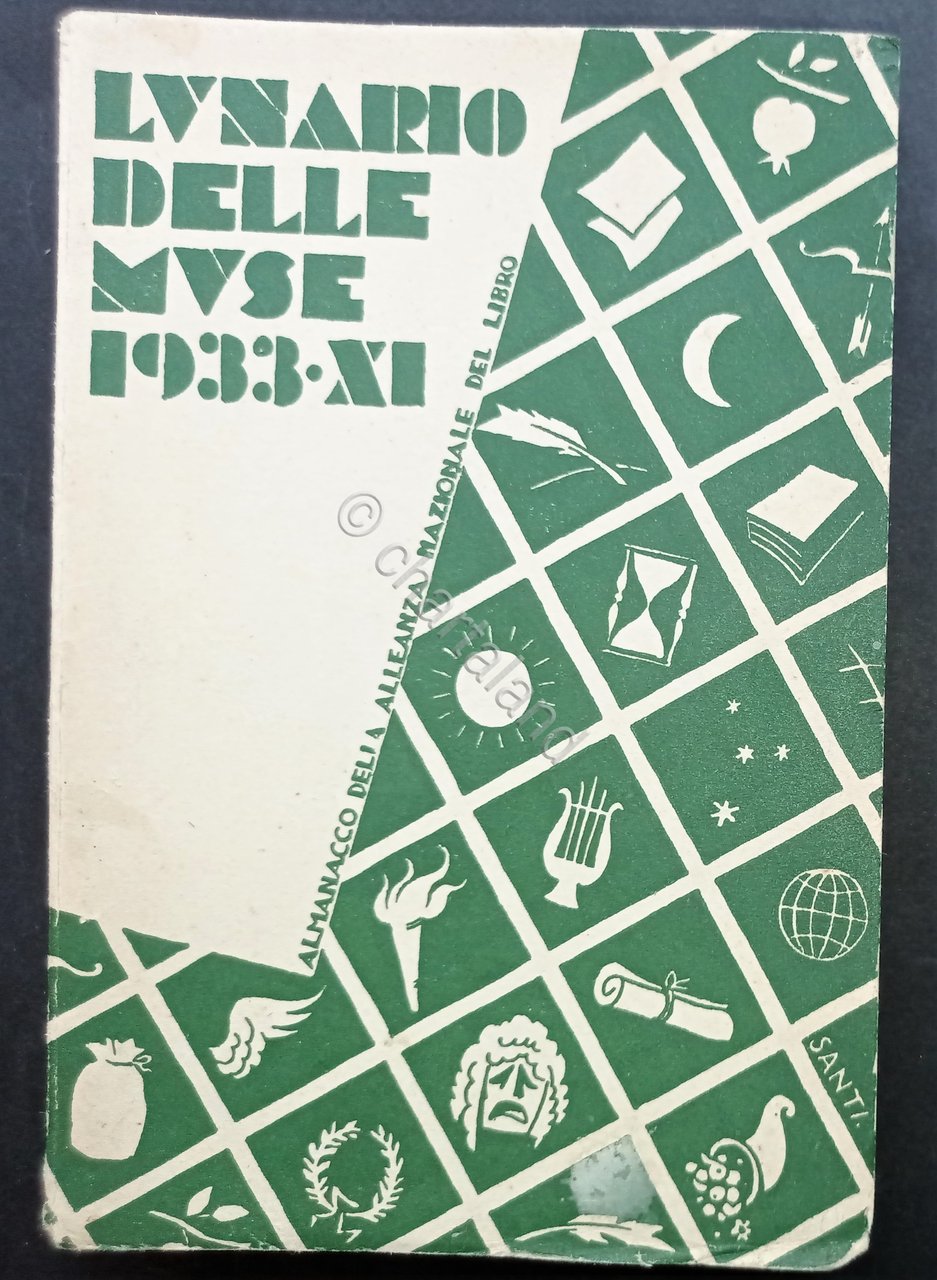 LVNARIO
DELLE
MVSE
1933·XI
ALMANACCO DELLA ALLEANZA NAZIONALE DEL LIBRO
© chartaland
SANTI.